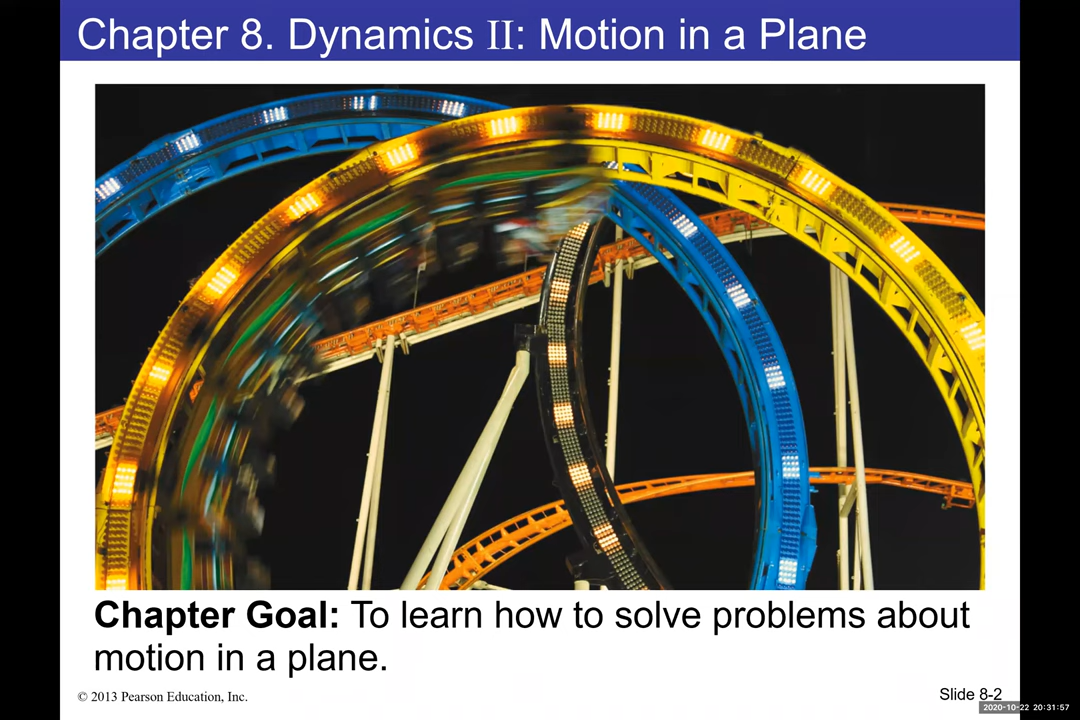 Chapter 8. Dynamics II: Motion in a Plane
Chapter Goal: To learn how to solve problems about
motion in a plane.
© 2013 Pearson Education, Inc.
Slide 8-2
2020-10-22 20:31:57